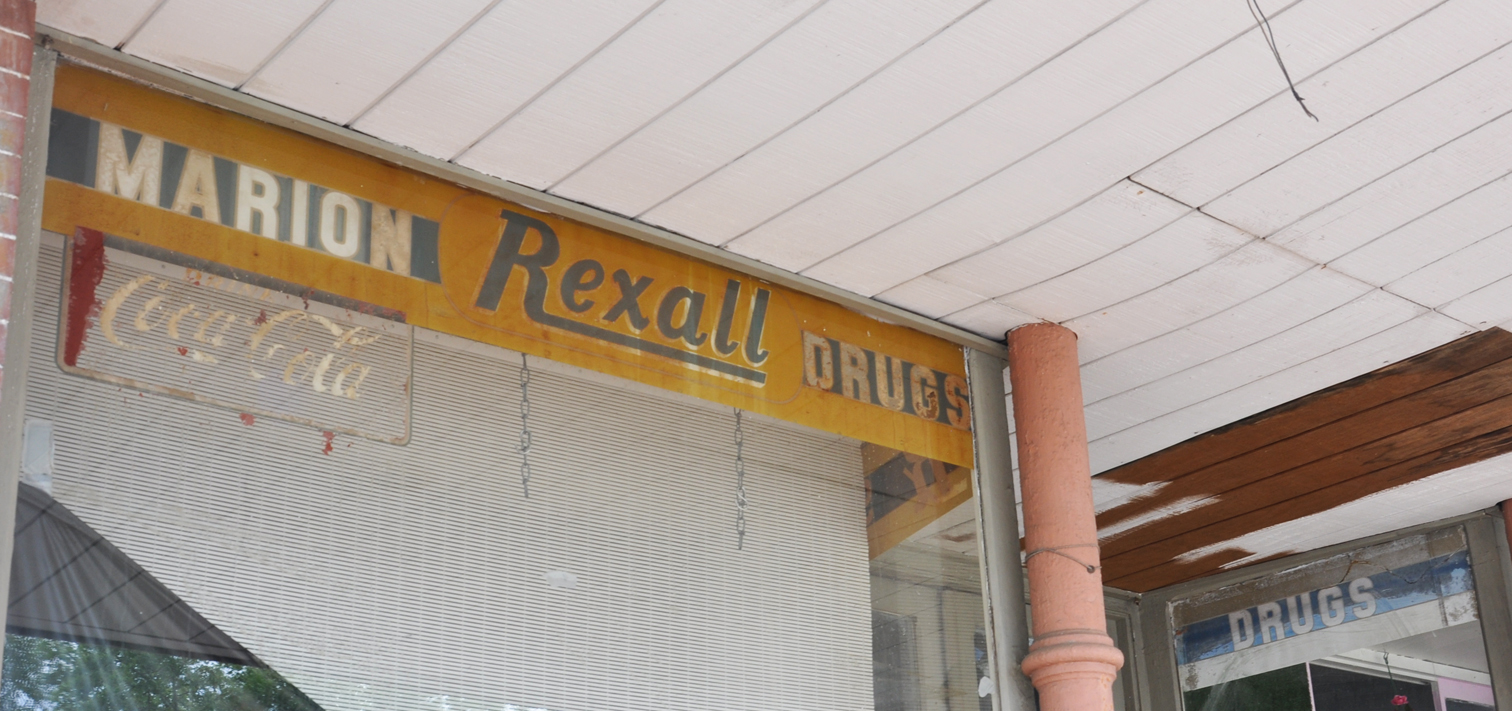 MARION Rexall DRUGS
Coca-Cola
DRUGS